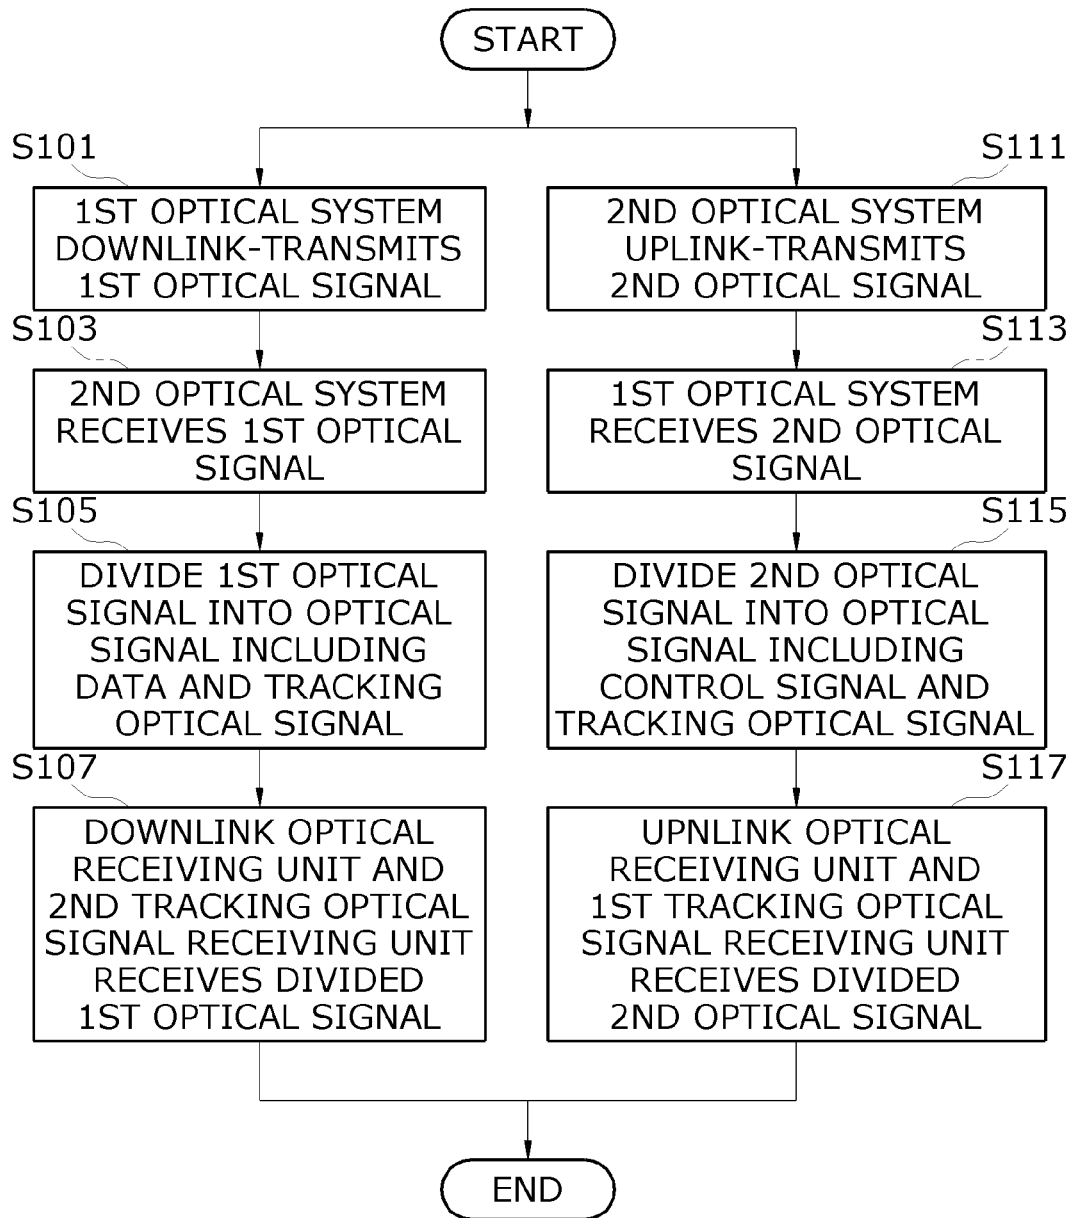 START
S101
1ST OPTICAL SYSTEM
DOWNLINK-TRANSMITS
1ST OPTICAL SIGNAL
S103
2ND OPTICAL SYSTEM
RECEIVES 1ST OPTICAL
SIGNAL
S105
DIVIDE 1ST OPTICAL
SIGNAL INTO OPTICAL
SIGNAL INCLUDING
DATA AND TRACKING
OPTICAL SIGNAL
S107
DOWNLINK OPTICAL
RECEIVING UNIT AND
2ND TRACKING OPTICAL
SIGNAL RECEIVING UNIT
RECEIVES DIVIDED
1ST OPTICAL SIGNAL
S111
2ND OPTICAL SYSTEM
UPLINK-TRANSMITS
2ND OPTICAL SIGNAL
S113
1ST OPTICAL SYSTEM
RECEIVES 2ND OPTICAL
SIGNAL
S115
DIVIDE 2ND OPTICAL
SIGNAL INTO OPTICAL
SIGNAL INCLUDING
CONTROL SIGNAL AND
TRACKING OPTICAL SIGNAL
S117
UPNLINK OPTICAL
RECEIVING UNIT AND
1ST TRACKING OPTICAL
SIGNAL RECEIVING UNIT
RECEIVES DIVIDED
2ND OPTICAL SIGNAL
END